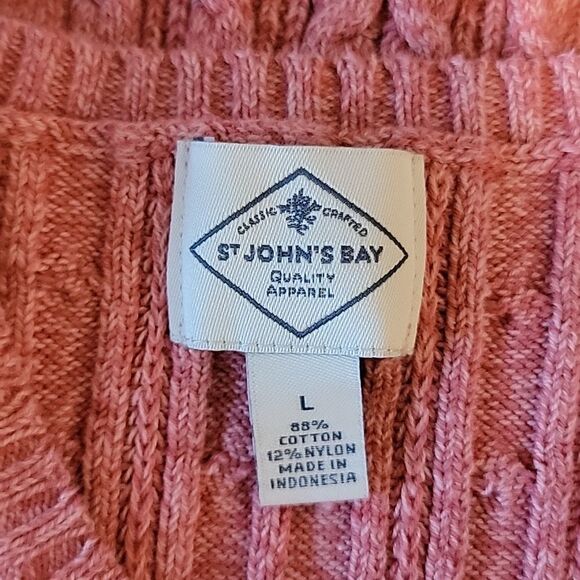 CLASSIC CRAFTED
ST JOHN'S BAY
QUALITY
APPAREL
L
88%
COTTON
12% NYLON
MADE IN
INDONESIA